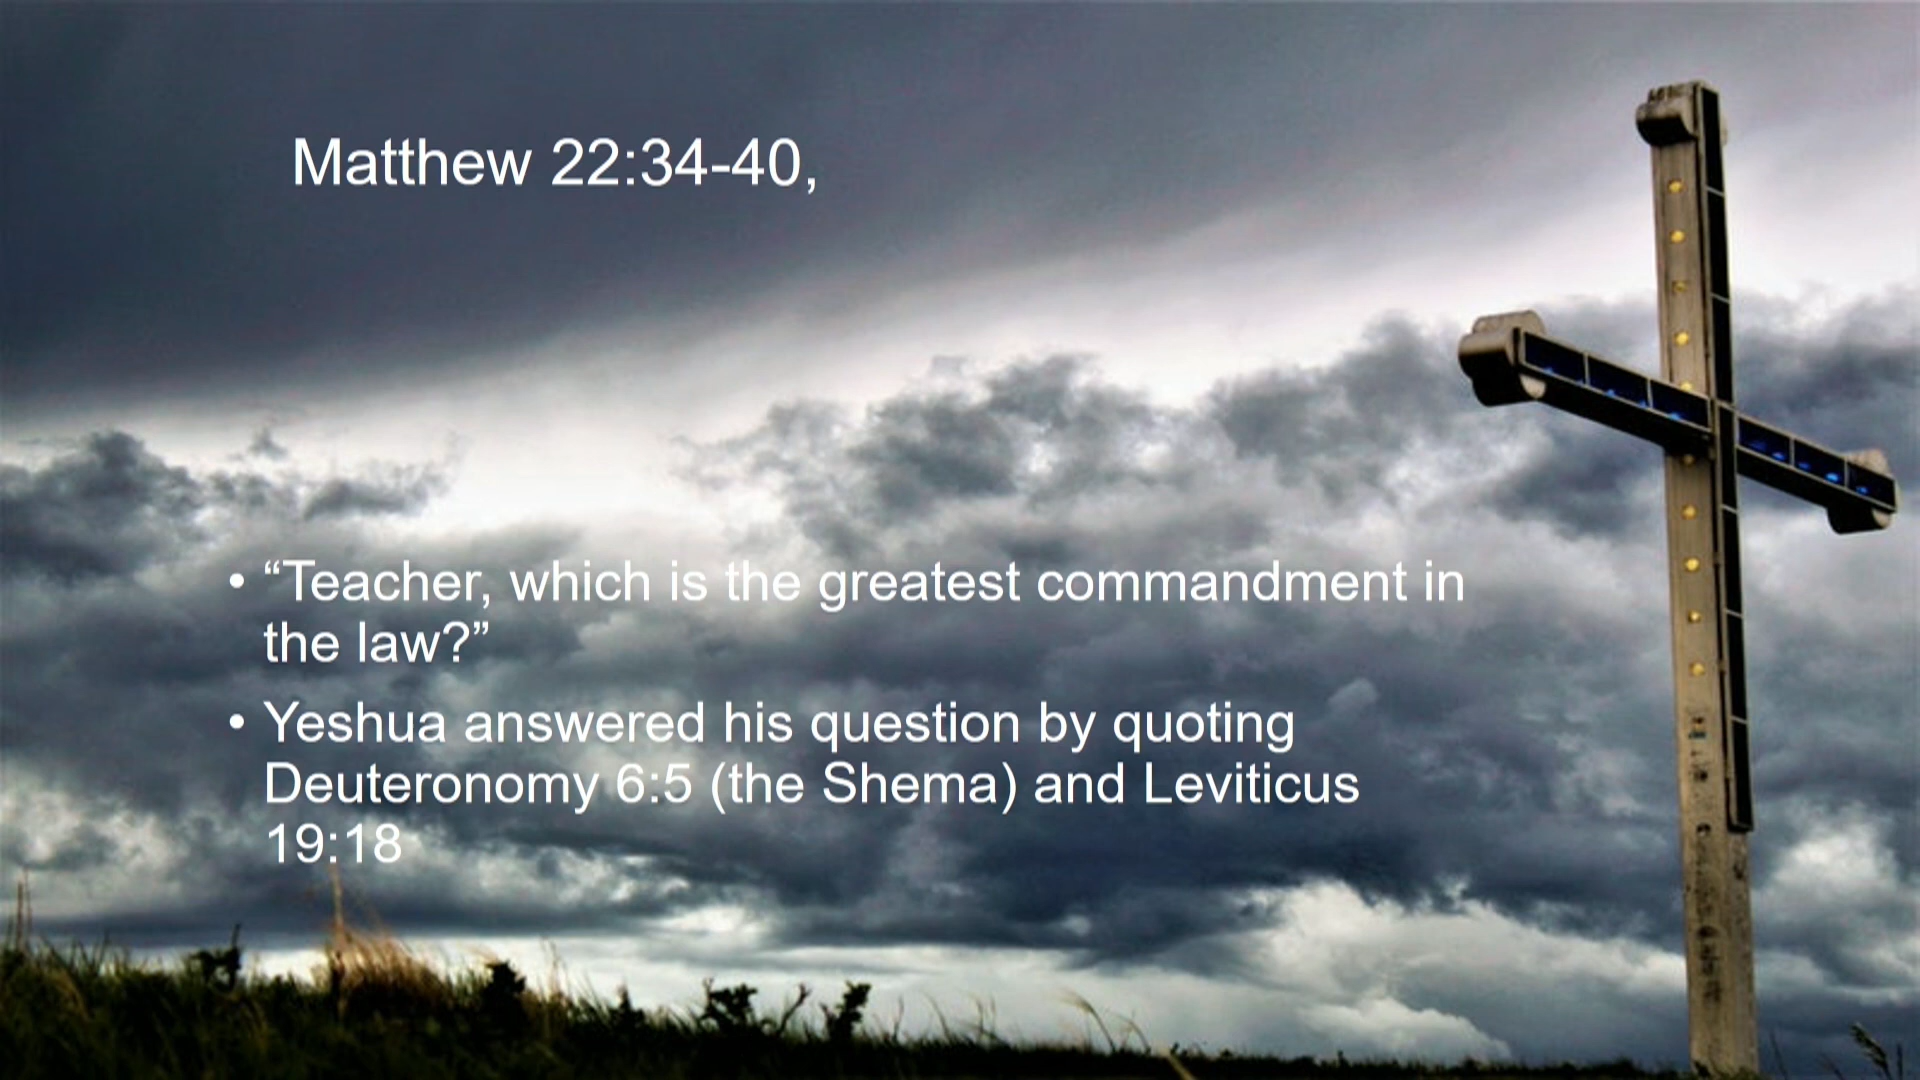 Matthew 22:34-40,
• “Teacher, which is the greatest commandment in
the law?”
• Yeshua answered his question by quoting
Deuteronomy 6:5 (the Shema) and Leviticus
19:18